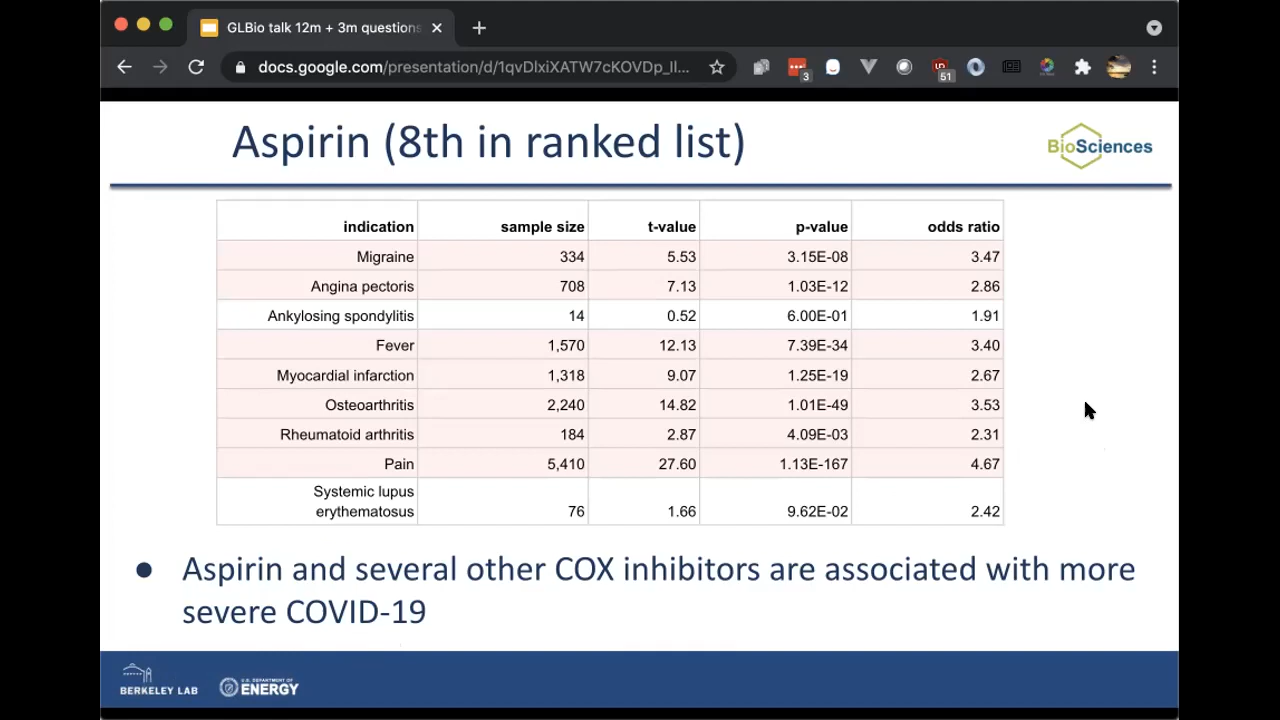 GLBio talk 12m + 3m questions
docs.google.com/presentation/d/1qvDlxiXATW7cKOVDp_II...
3
51
Aspirin (8th in ranked list)
BioSciences
indication sample size t-value p-value odds ratio
Migraine 334 5.53 3.15E-08 3.47
Angina pectoris 708 7.13 1.03E-12 2.86
Ankylosing spondylitis 14 0.52 6.00E-01 1.91
Fever 1,570 12.13 7.39E-34 3.40
Myocardial infarction 1,318 9.07 1.25E-19 2.67
Osteoarthritis 2,240 14.82 1.01E-49 3.53
Rheumatoid arthritis 184 2.87 4.09E-03 2.31
Pain 5,410 27.60 1.13E-167 4.67
Systemic lupus
erythematosus 76 1.66 9.62E-02 2.42
● Aspirin and several other COX inhibitors are associated with more
severe COVID-19
BERKELEY LAB
U.S. DEPARTMENT OF
ENERGY